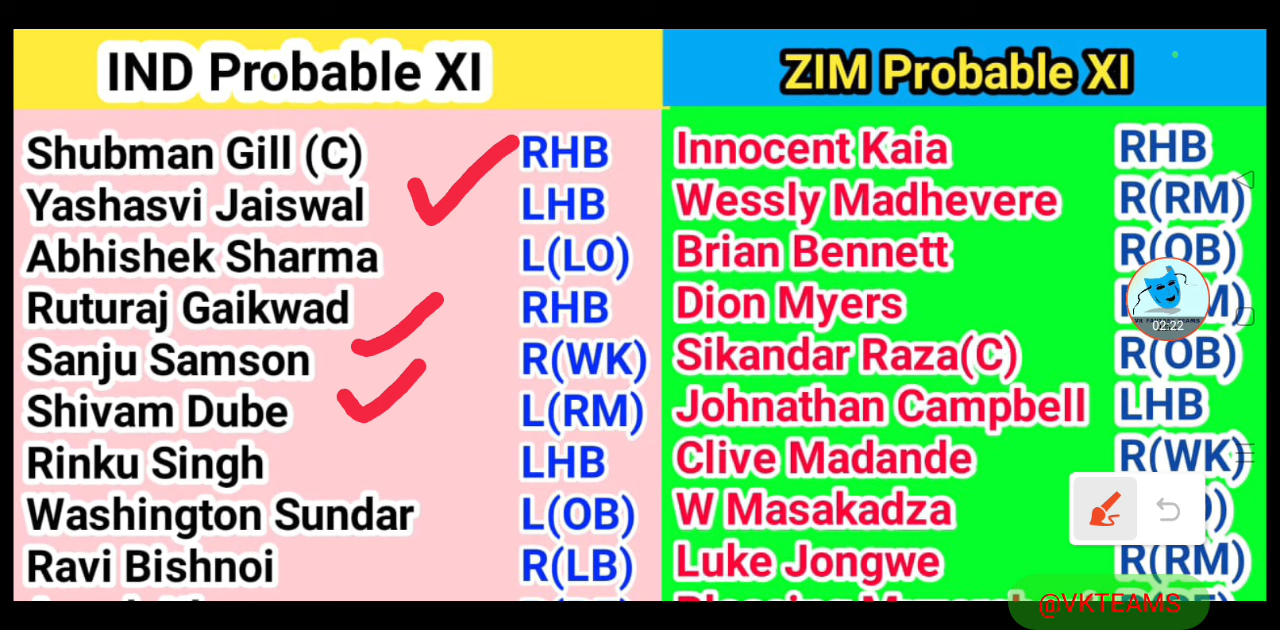 IND Probable XI
ZIM Probable XI
Shubman Gill (C) RHB
Yashasvi Jaiswal LHB
Abhishek Sharma L(LO)
Ruturaj Gaikwad RHB
Sanju Samson R(WK)
Shivam Dube L(RM)
Rinku Singh LHB
Washington Sundar L(OB)
Ravi Bishnoi R(LB)
Innocent Kaia RHB
Wessly Madhevere R(RM)
Brian Bennett R(OB)
Dion Myers
Sikandar Raza(C) R(OB)
Johnathan Campbell LHB
Clive Madande R(WK)
W Masakadza
Luke Jongwe R(RM)
02:22
@VKTEAMS